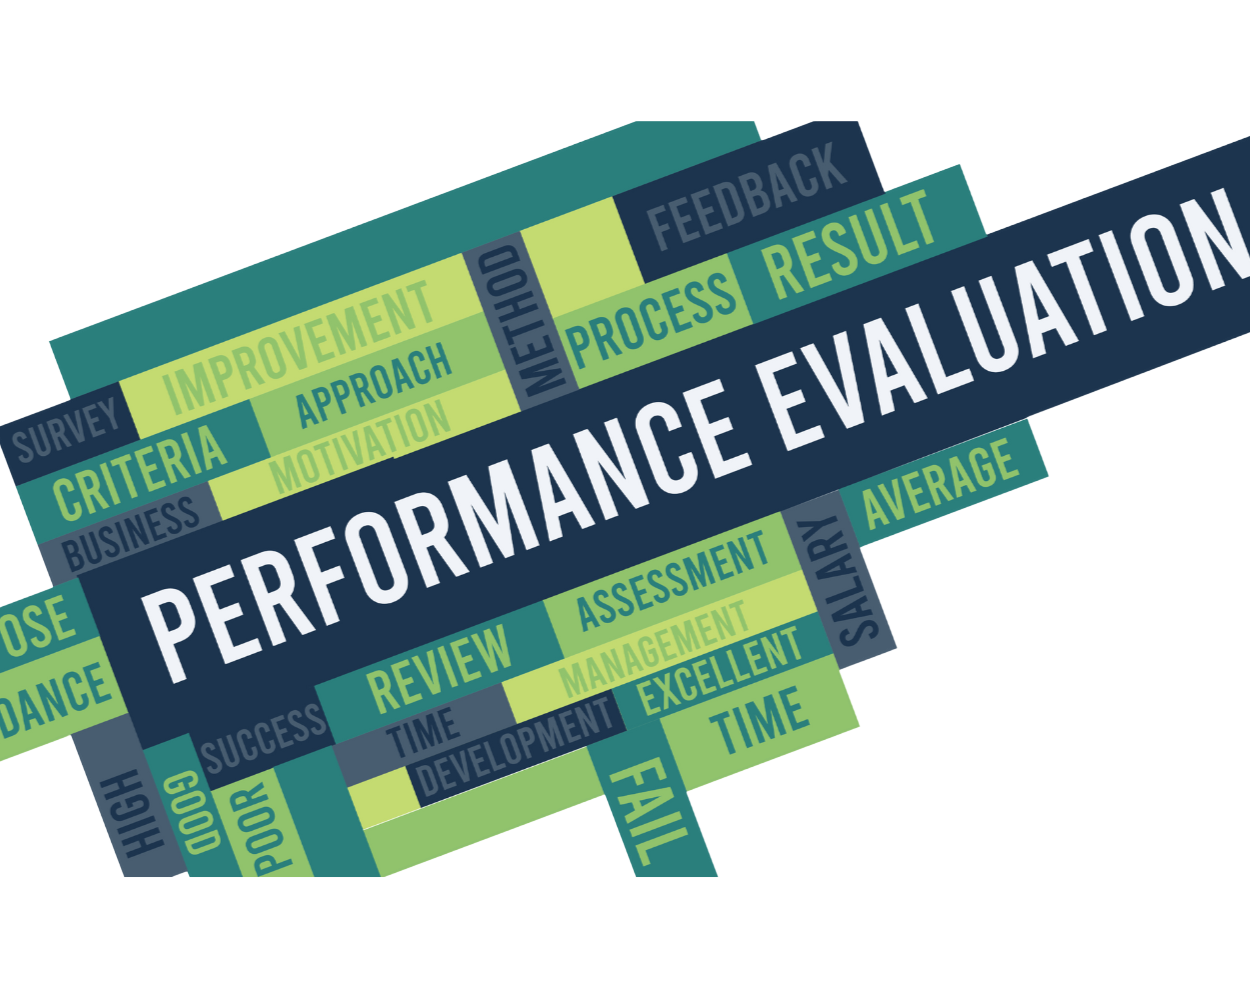 FEEDBACK
RESULT
PROCESS
METHOD
IMPROVEMENT
APPROACH
MOTIVATION
SURVEY
CRITERIA
BUSINESS
PERFORMANCE EVALUATION
OSE
DANCE
HIGH
GOOD
POOR
SUCCESS
REVIEW
TIME
DEVELOPMENT
ASSESSMENT
MANAGEMENT
EXCELLENT
TIME
FAIL
SALARY
AVERAGE